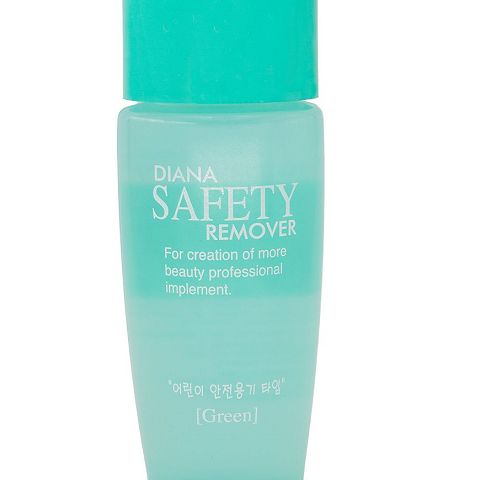 DIANA
SAFETY
REMOVER
For creation of more
beauty professional
implement.
"어린이 안전용기 타입"
[Green]